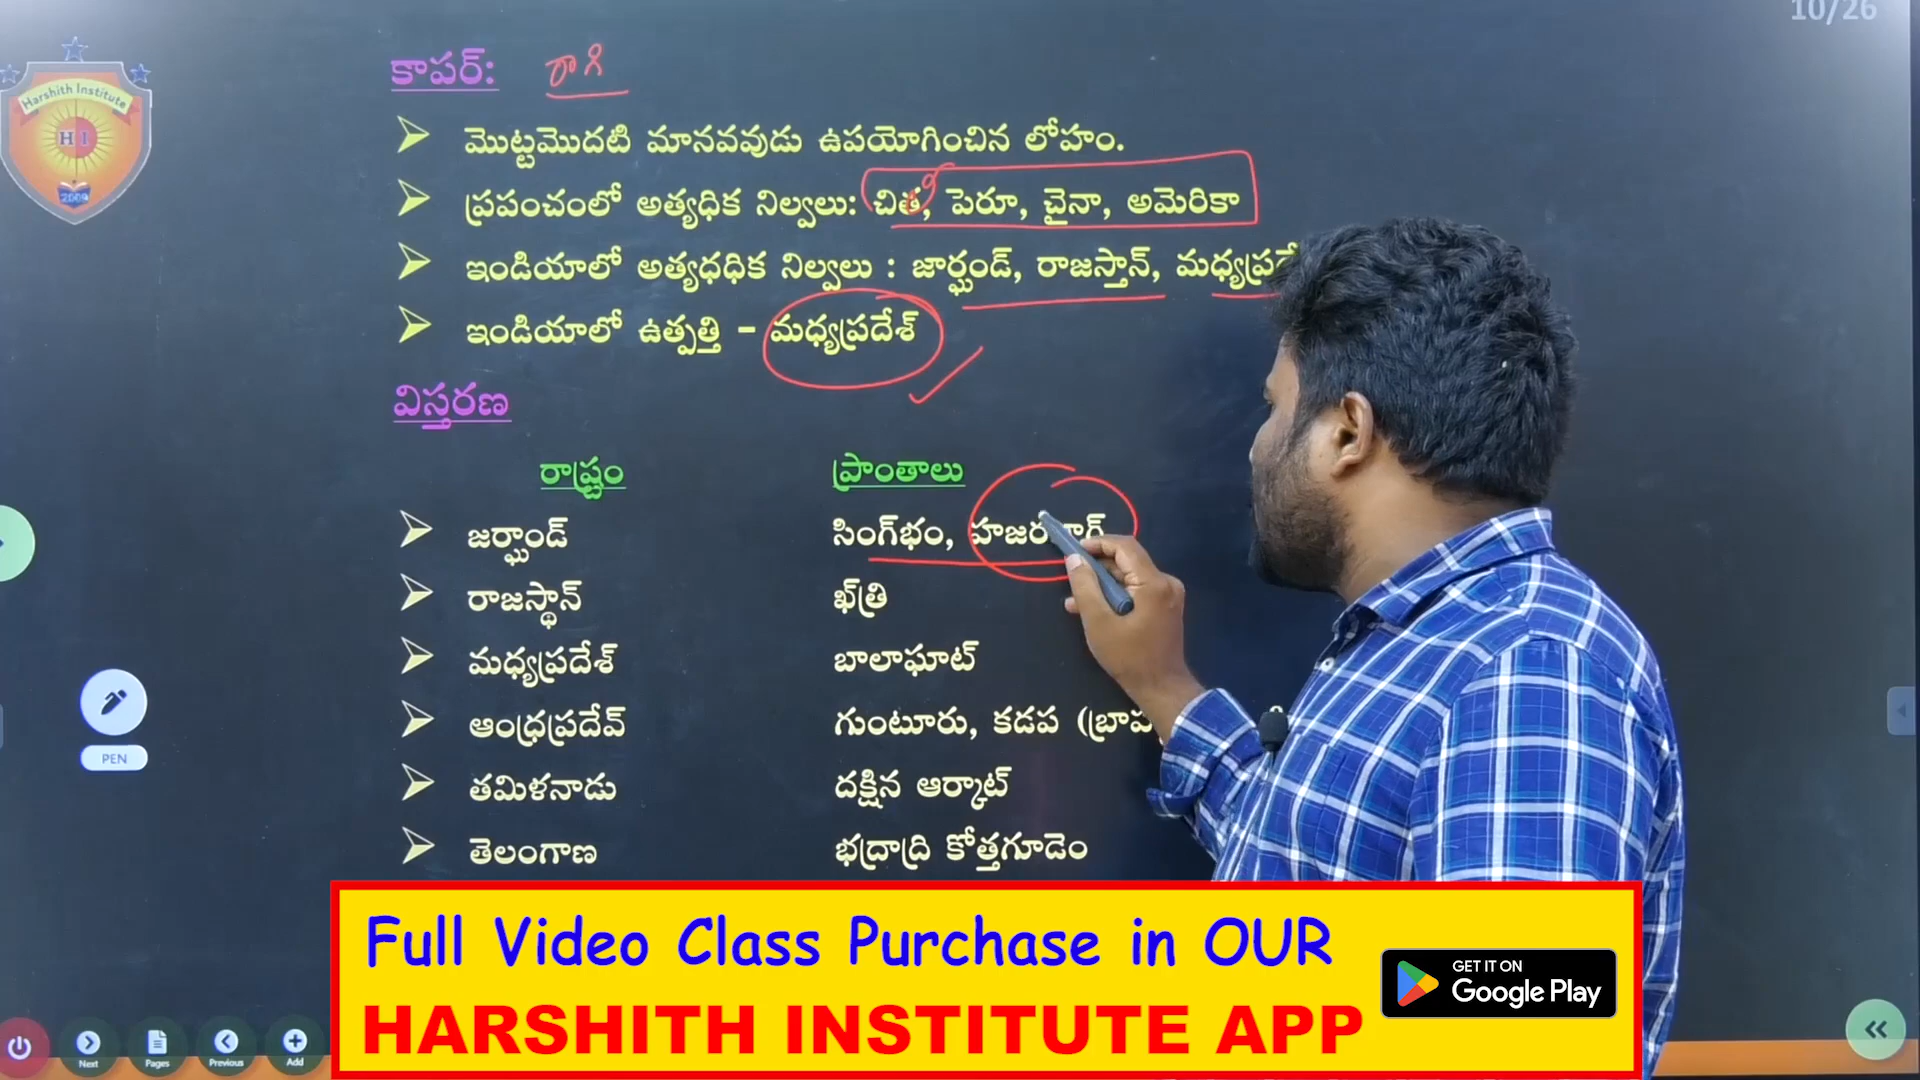 10/26
Harshith Institute
H I
2009
కాపర్: రాగి
మొట్టమొదటి మానవవుడు ఉపయోగించిన లోహం.
ప్రపంచంలో అత్యధిక నిల్వలు: పెరూ, చైనా, అమెరికా
ఇండియాలో అత్యధధిక నిల్వలు : జార్ఖండ్, రాజస్తాన్,
ఇండియాలో ఉత్పత్తి - మధ్యప్రదేశ్
విస్తరణ
రాష్ట్రం ప్రాంతాలు
జర్ఖాండ్ సింగ్‌భం,
రాజస్థాన్ ఖ్‌త్రి
మధ్యప్రదేశ్ బాలాఘాట్
ఆంధ్రప్రదేవ్ గుంటూరు, కడప
తమిళనాడు దక్షిన ఆర్కాట్
తెలంగాణ భద్రాద్రి కోత్తగూడెం
PEN
Full Video Class Purchase in OUR
HARSHITH INSTITUTE APP
GET IT ON
Google Play
Next Pages Previous Add